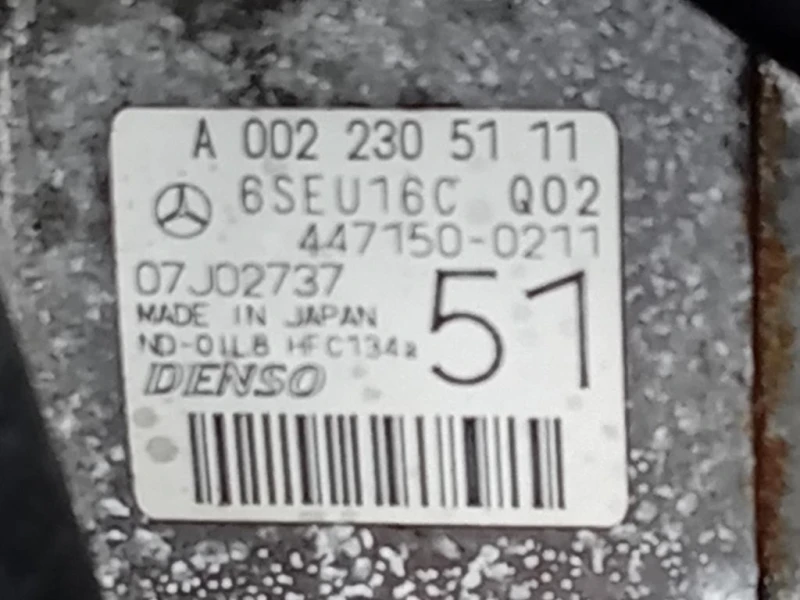 A 002 230 51 11
6SEU16C Q02
447150-0211
07J02737
MADE IN JAPAN
51
ND-OIL8 HFC134a
DENSO